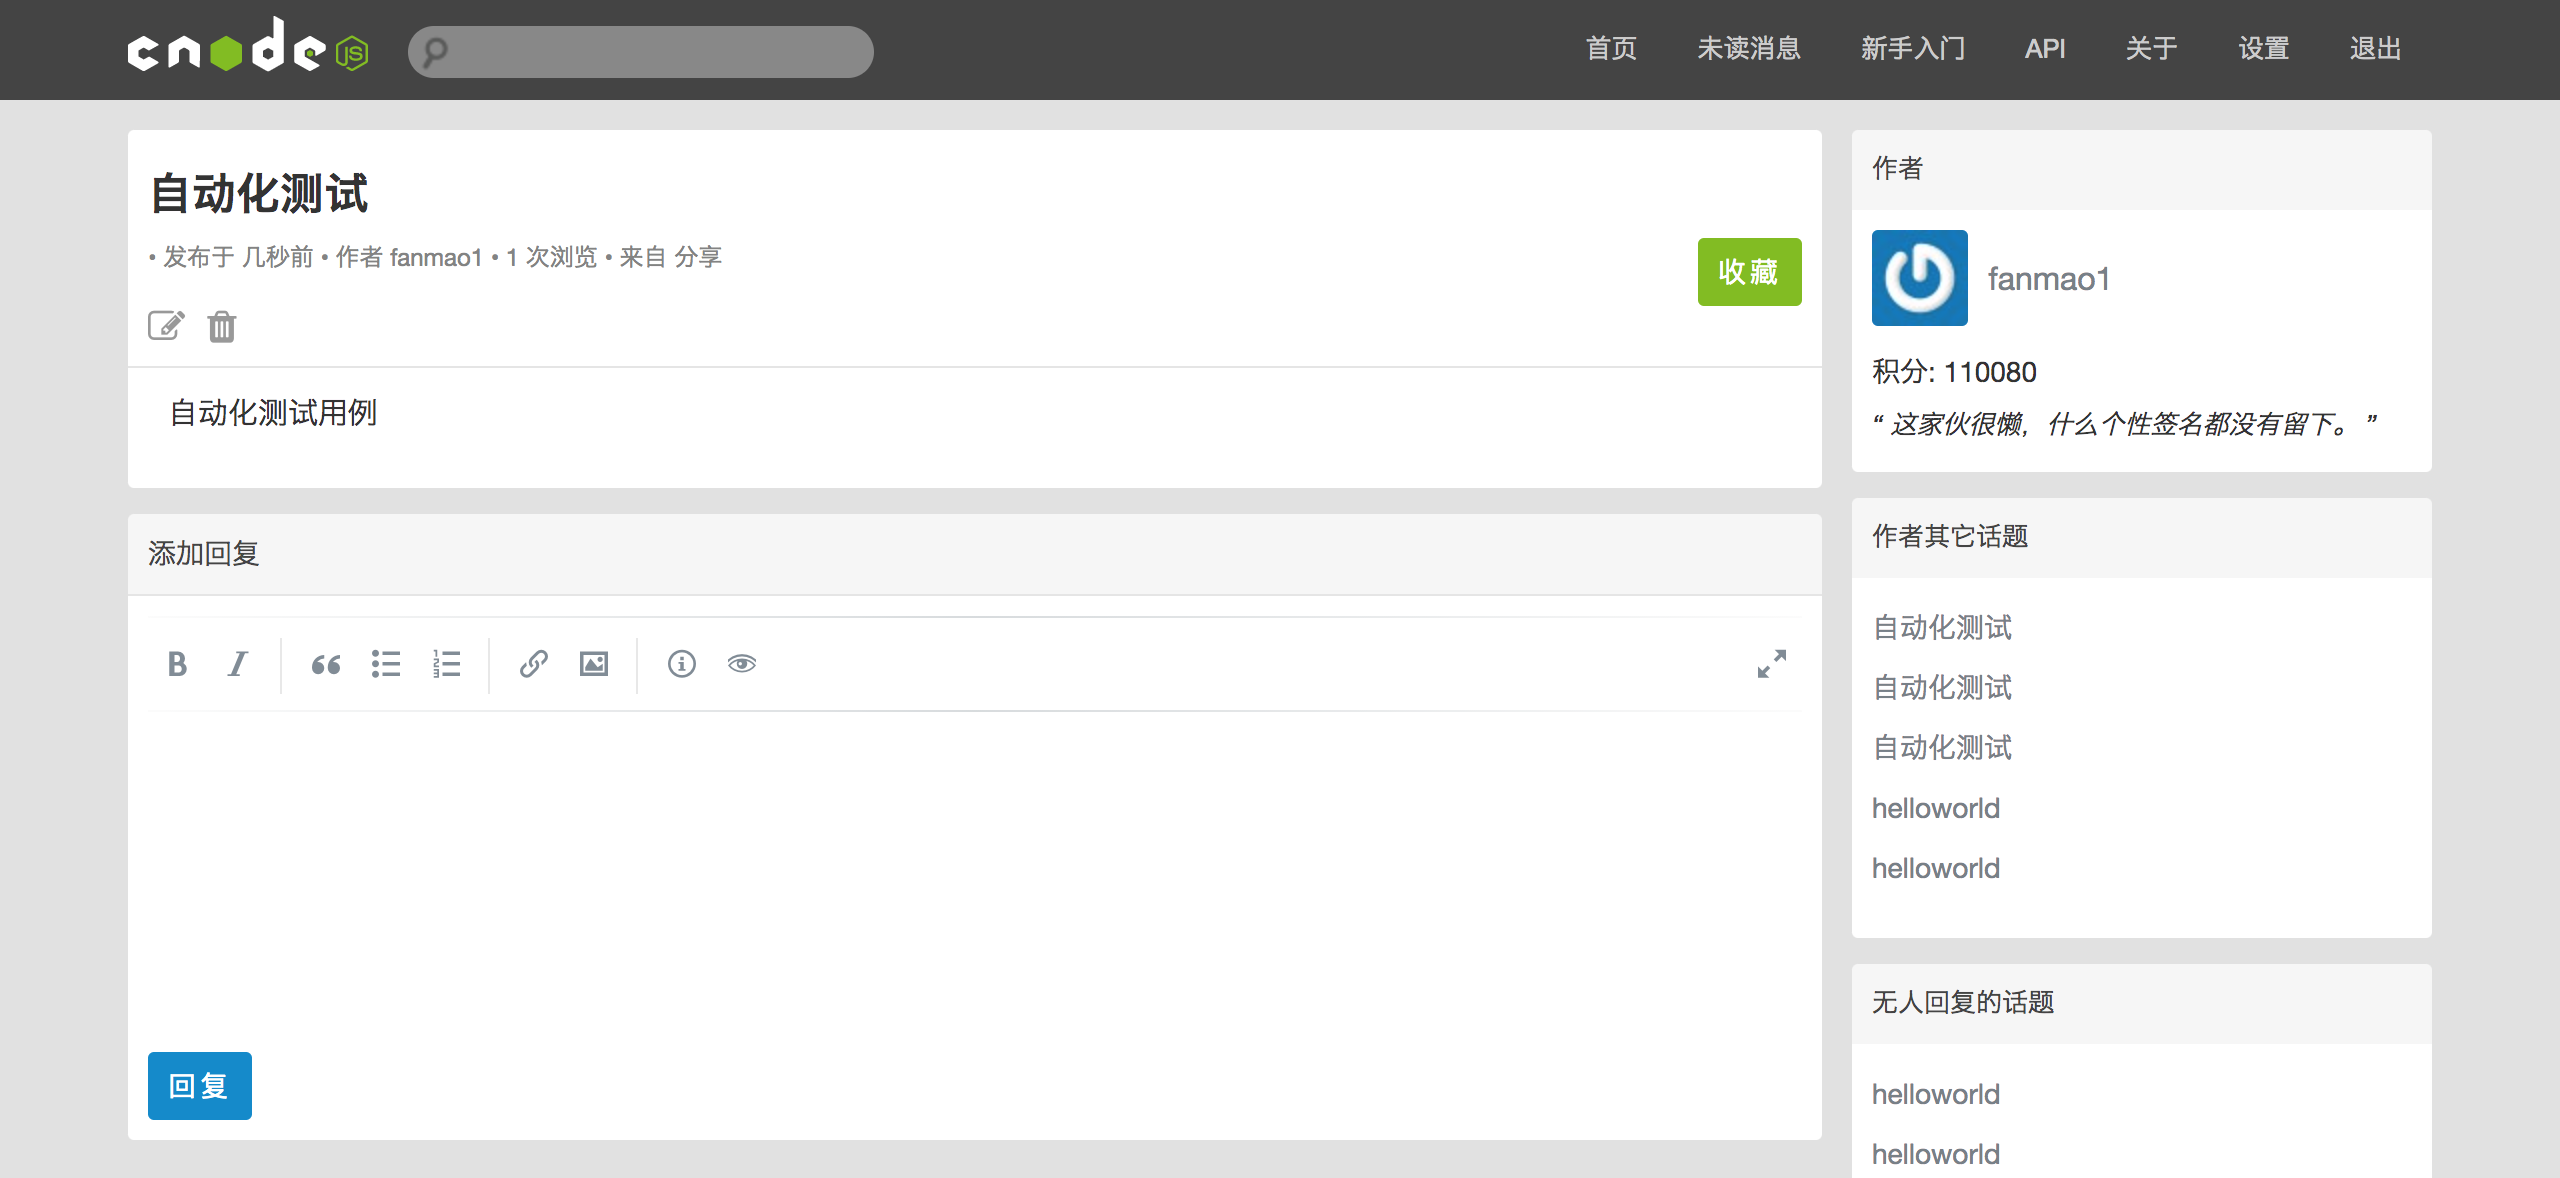 cnode JS
首页 未读消息 新手入门 API 关于 设置 退出
自动化测试
• 发布于 几秒前 • 作者 fanmao1 • 1 次浏览 • 来自 分享
收藏
自动化测试用例
添加回复
回复
作者
fanmao1
积分: 110080
“ 这家伙很懒，什么个性签名都没有留下。 ”
作者其它话题
自动化测试
自动化测试
自动化测试
helloworld
helloworld
无人回复的话题
helloworld
helloworld